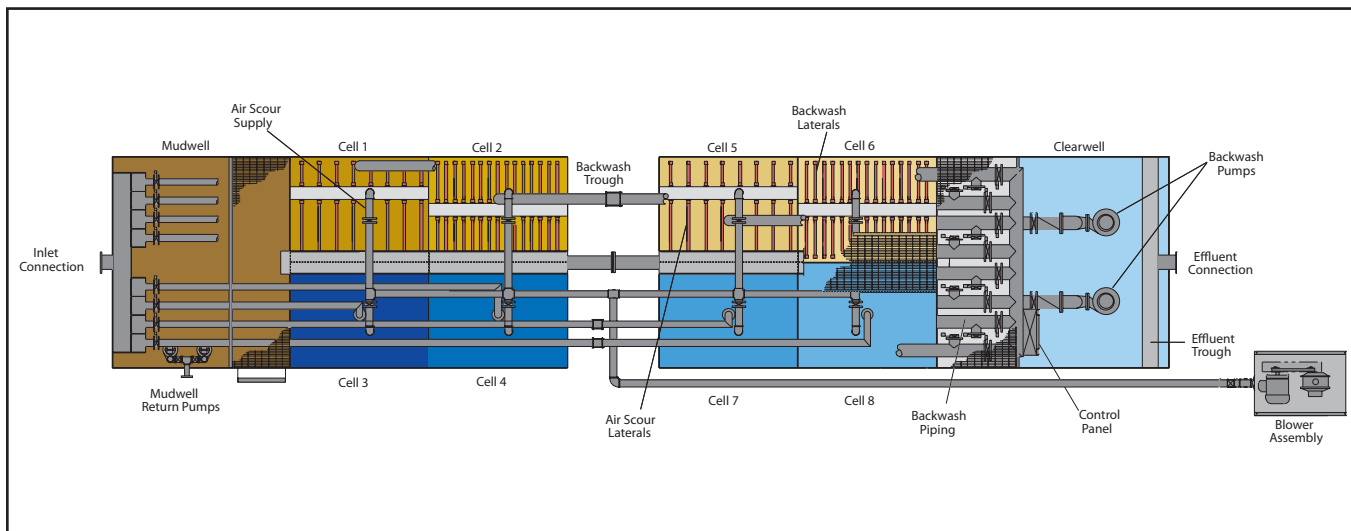 Air Scour
Supply
Mudwell
Cell 1
Cell 2
Backwash
Trough
Cell 5
Backwash
Laterals
Cell 6
Clearwell
Backwash
Pumps
Inlet
Connection
Effluent
Connection
Effluent
Trough
Mudwell
Return Pumps
Cell 3
Cell 4
Air Scour
Laterals
Cell 7
Cell 8
Backwash
Piping
Control
Panel
Blower
Assembly